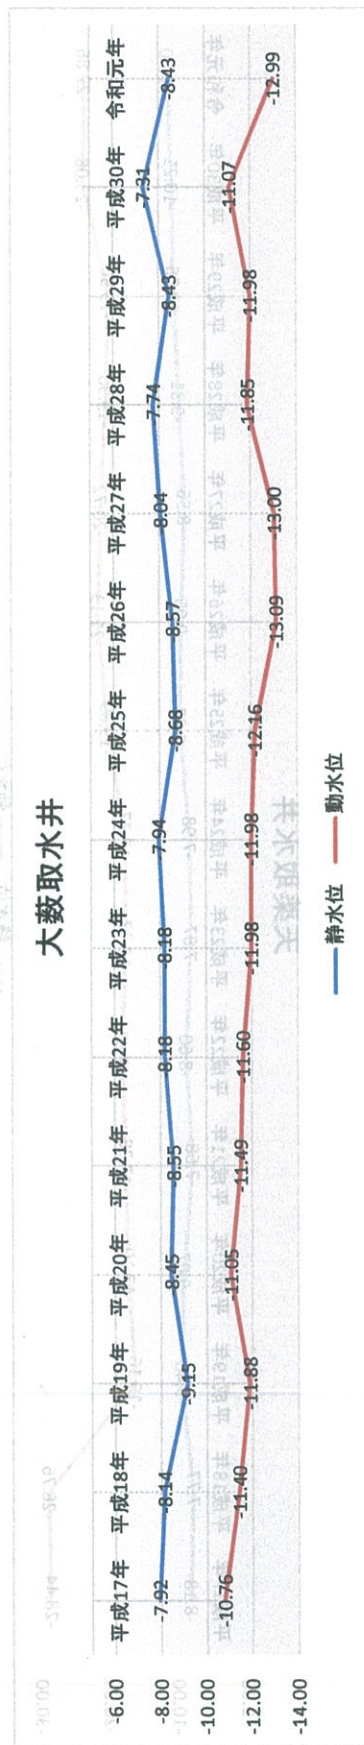 大薮取水井
平成17年 平成18年 平成19年 平成20年 平成21年 平成22年 平成23年 平成24年 平成25年 平成26年 平成27年 平成28年 平成29年 平成30年 令和元年
-6.00
-8.00
-10.00
-12.00
-14.00
-7.92 -8.14 -9.15 -8.45 -8.55 -8.18 -8.18 -7.94 -8.68 -8.57 -8.04 -7.74 -8.43 -7.31 -8.43
-10.76 -11.40 -11.88 -11.05 -11.49 -11.60 -11.98 -11.98 -12.16 -13.09 -13.00 -11.85 -11.98 -11.07 -12.99
静水位 動水位